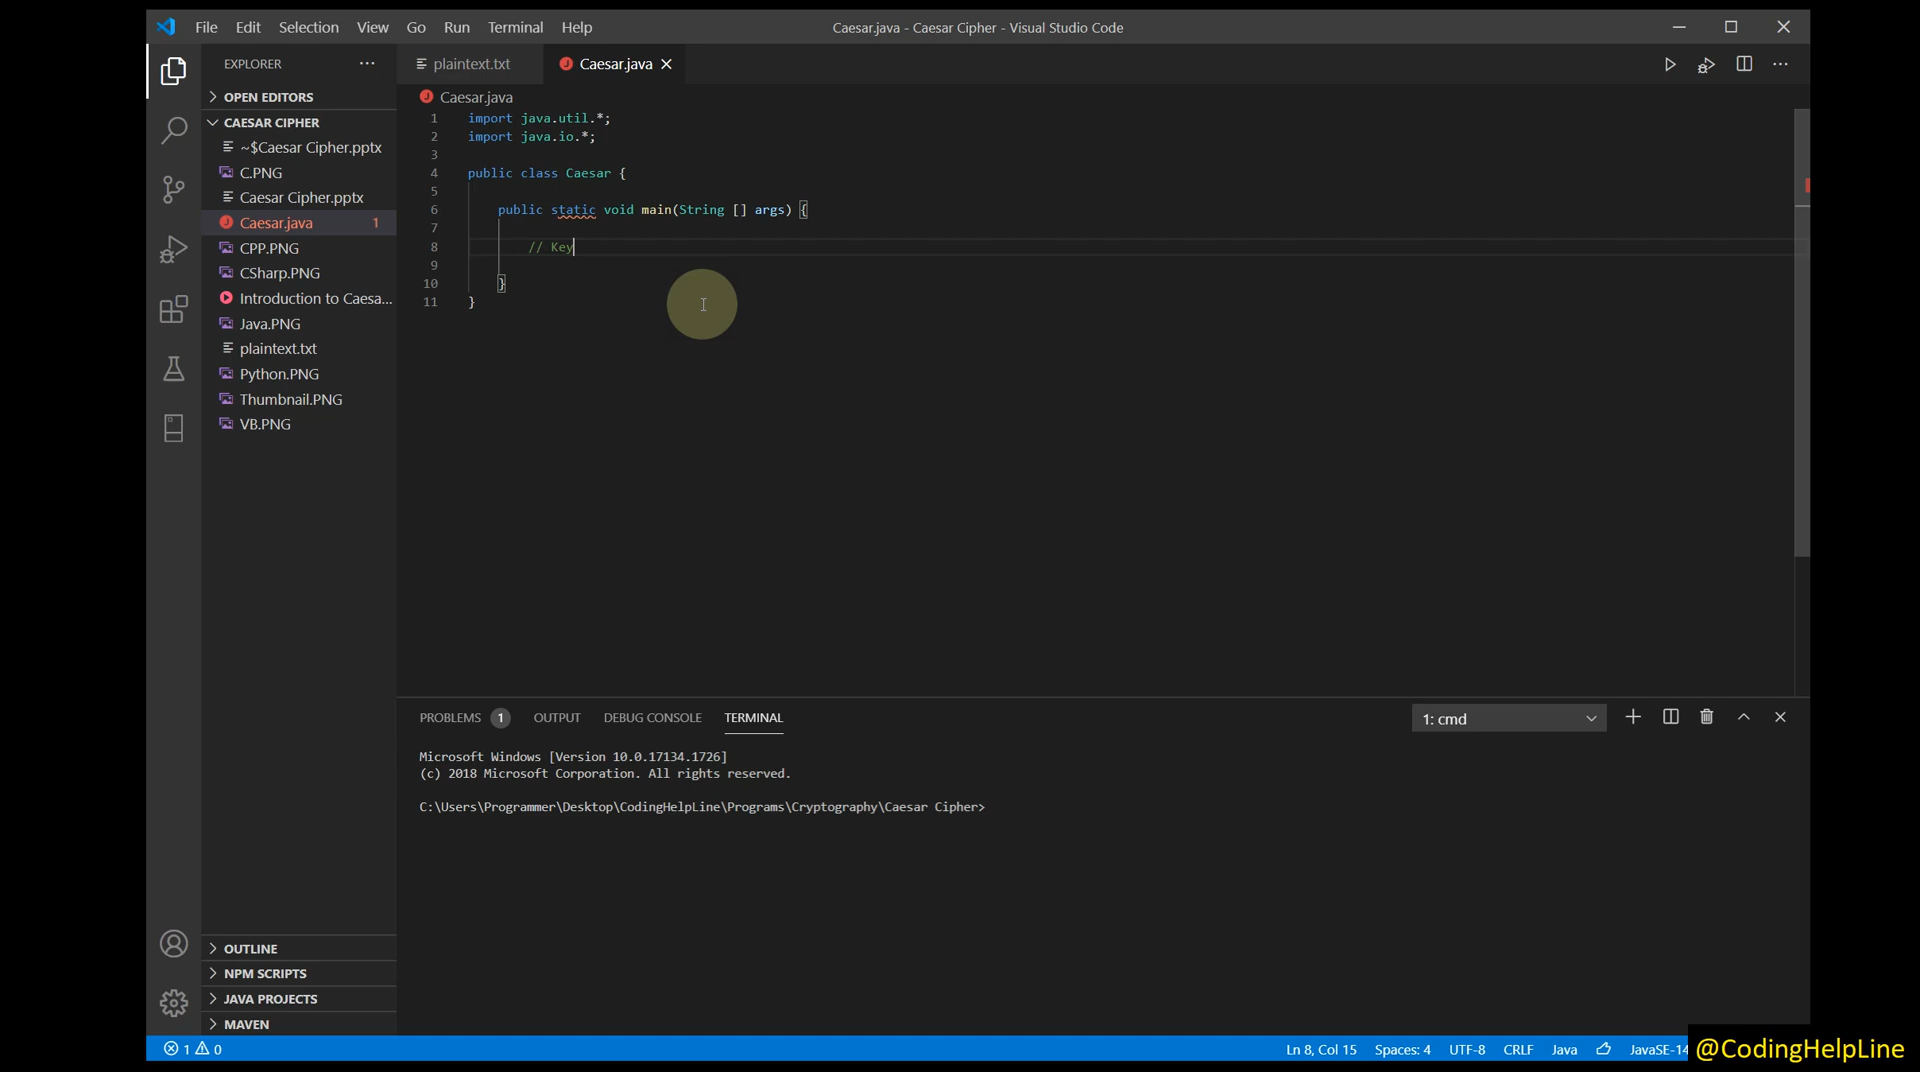 File Edit Selection View Go Run Terminal Help
Caesar.java - Caesar Cipher - Visual Studio Code
EXPLORER
OPEN EDITORS
CAESAR CIPHER
~$Caesar Cipher.pptx
C.PNG
Caesar Cipher.pptx
Caesar.java 1
CPP.PNG
CSharp.PNG
Introduction to Caesa...
Java.PNG
plaintext.txt
Python.PNG
Thumbnail.PNG
VB.PNG
OUTLINE
NPM SCRIPTS
JAVA PROJECTS
MAVEN
plaintext.txt Caesar.java
Caesar.java
1 import java.util.*;
2 import java.io.*;
3
4 public class Caesar {
5
6 public static void main(String [] args) {
7
8 // Key
9
10 }
11 }
PROBLEMS 1 OUTPUT DEBUG CONSOLE TERMINAL
1: cmd
Microsoft Windows [Version 10.0.17134.1726]
(c) 2018 Microsoft Corporation. All rights reserved.
C:\Users\Programmer\Desktop\CodingHelpLine\Programs\Cryptography\Caesar Cipher>
1 0
Ln 8, Col 15 Spaces: 4 UTF-8 CRLF Java JavaSE-14
@CodingHelpLine